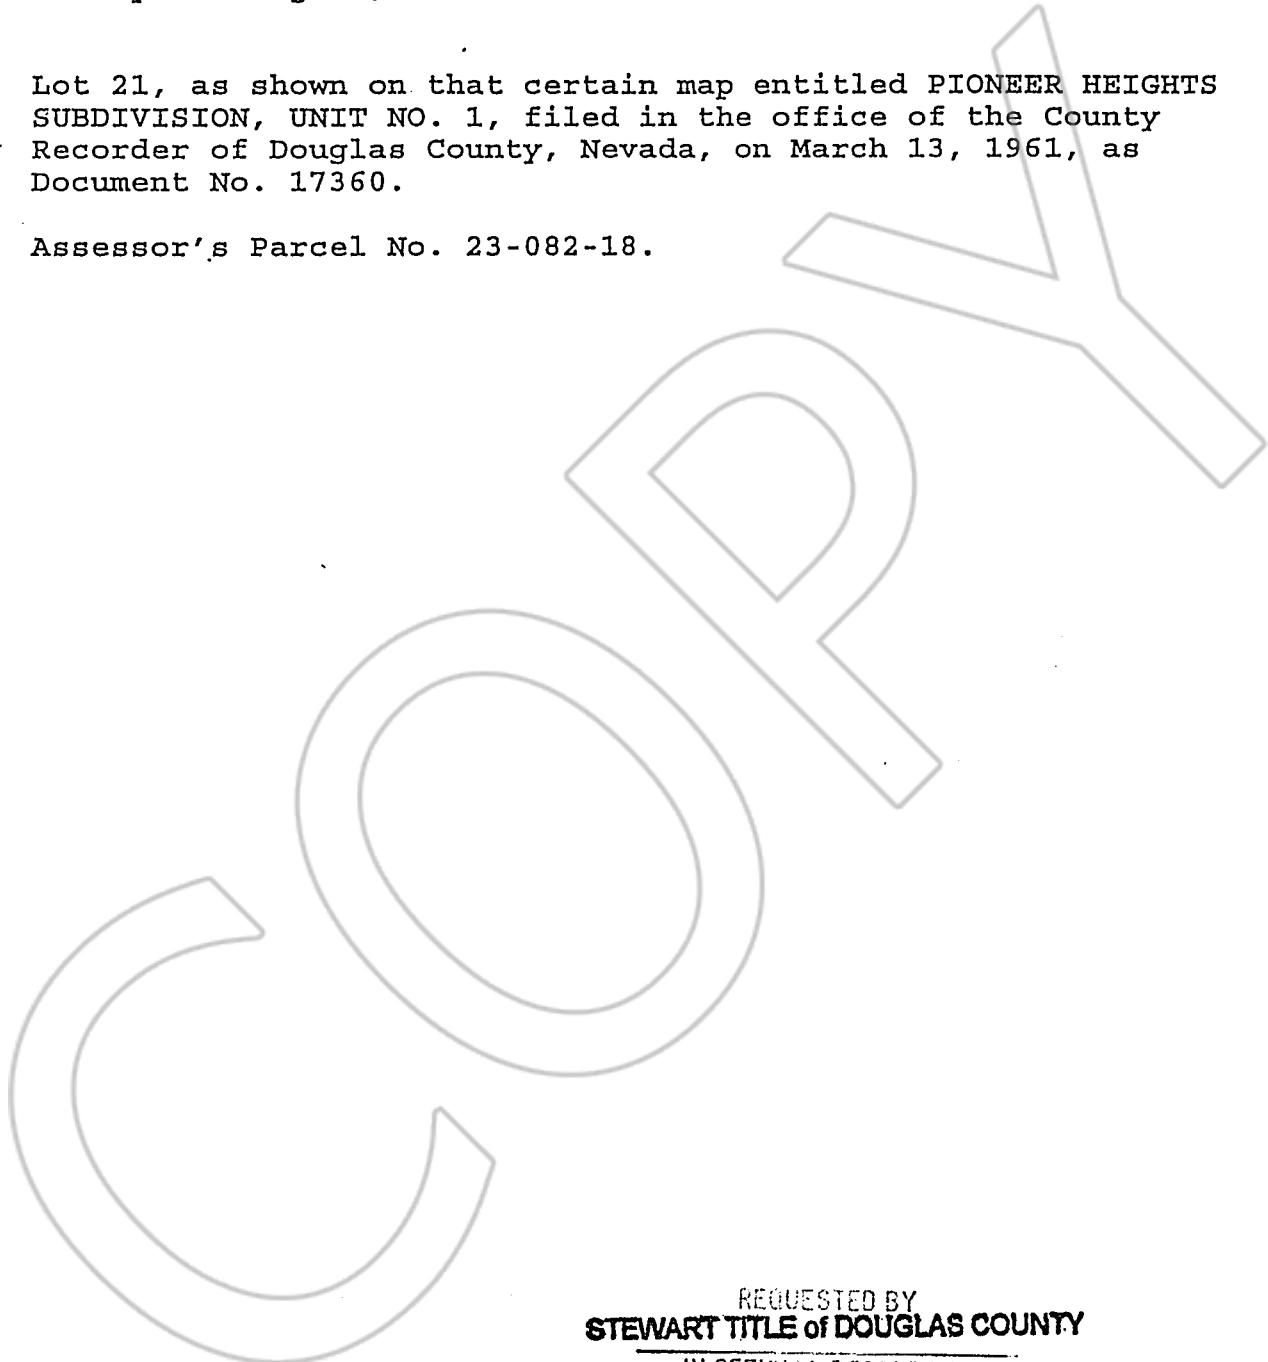 Lot 21, as shown on that certain map entitled PIONEER HEIGHTS
SUBDIVISION, UNIT NO. 1, filed in the office of the County
Recorder of Douglas County, Nevada, on March 13, 1961, as
Document No. 17360.
Assessor's Parcel No. 23-082-18.
COPY
REQUESTED BY
STEWART TITLE of DOUGLAS COUNTY